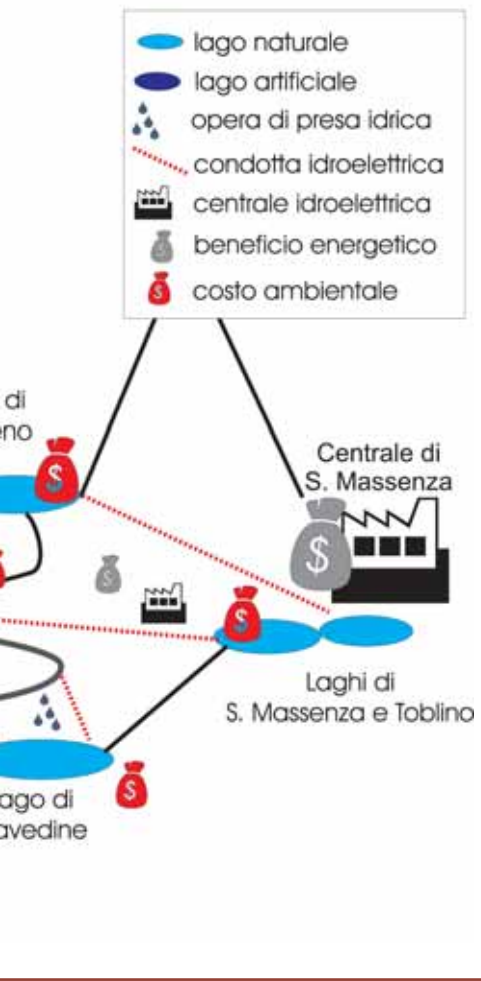 lago naturale
lago artificiale
opera di presa idrica
condotta idroelettrica
centrale idroelettrica
beneficio energetico
costo ambientale
di
Centrale di
S. Massenza
$
$
$
$
$
Laghi di
S. Massenza e Toblino
di
$